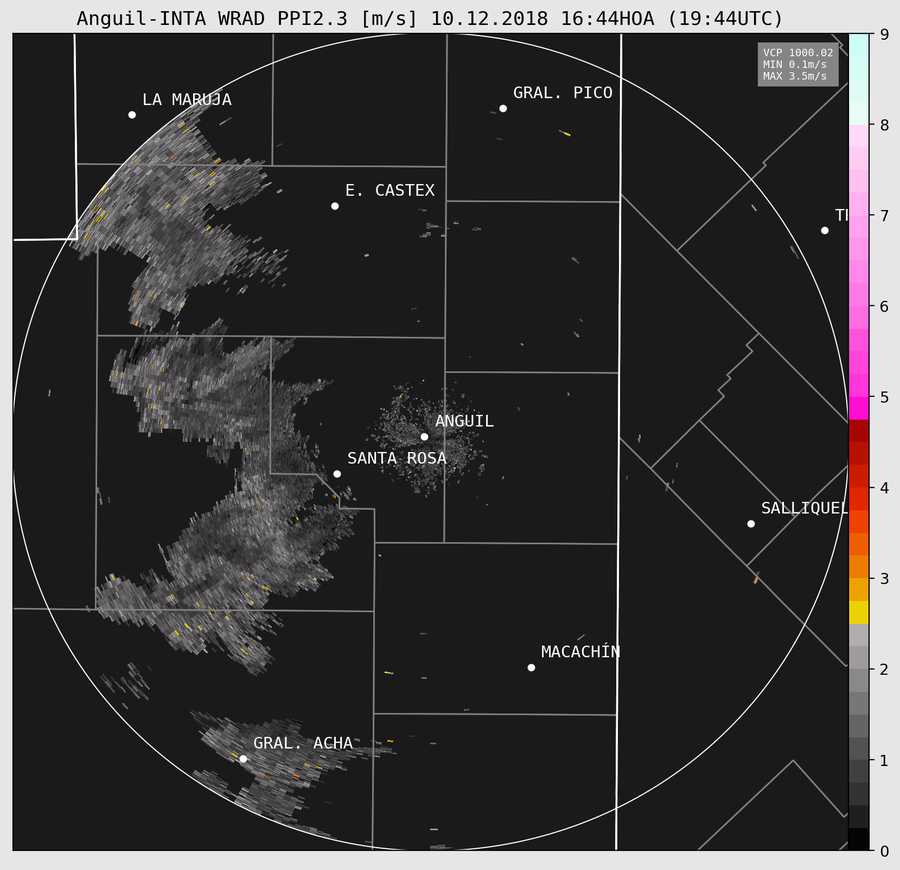 Anguil-INTA WRAD PPI2.3 [m/s] 10.12.2018 16:44HOA (19:44UTC)
VCP 1000.02
MIN 0.1m/s
MAX 3.5m/s
LA MARUJA
GRAL. PICO
E. CASTEX
ANGUIL
SANTA ROSA
MACACHÍN
GRAL. ACHA
9
8
7
6
5
4
3
2
1
0